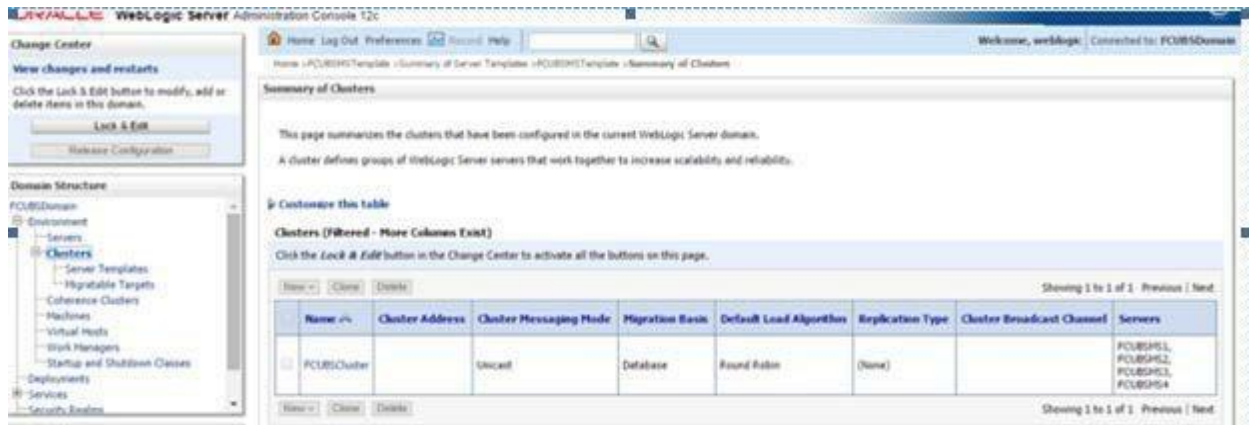 ORACLE WebLogic Server Administration Console 12c
Change Center
View changes and restarts
Click the Lock & Edit button to modify, add or
delete items in this domain.
Lock & Edit
Release Configuration
Domain Structure
FCUBSDomain
Environment
Servers
Clusters
Server Templates
Migratable Targets
Coherence Clusters
Machines
Virtual Hosts
Work Managers
Startup and Shutdown Classes
Deployments
Services
Security Realms
Home Log Out Preferences Record Help
Welcome, weblogic Connected to: FCUBSDomain
Home >FCUBSMSTemplate >Summary of Server Templates >FCUBSMSTemplate >Summary of Clusters
Summary of Clusters
This page summarizes the clusters that have been configured in the current WebLogic Server domain.
A cluster defines groups of WebLogic Server servers that work together to increase scalability and reliability.
Customize this table
Clusters (Filtered - More Columns Exist)
Click the Lock & Edit button in the Change Center to activate all the buttons on this page.
New Clone Delete
Showing 1 to 1 of 1 Previous | Next
Name Cluster Address Cluster Messaging Mode Migration Basis Default Load Algorithm Replication Type Cluster Broadcast Channel Servers
FCUBSCluster Unicast Database Round Robin (None) FCUBSMS1,
FCUBSMS2,
FCUBSMS3,
FCUBSMS4
New Clone Delete
Showing 1 to 1 of 1 Previous | Next